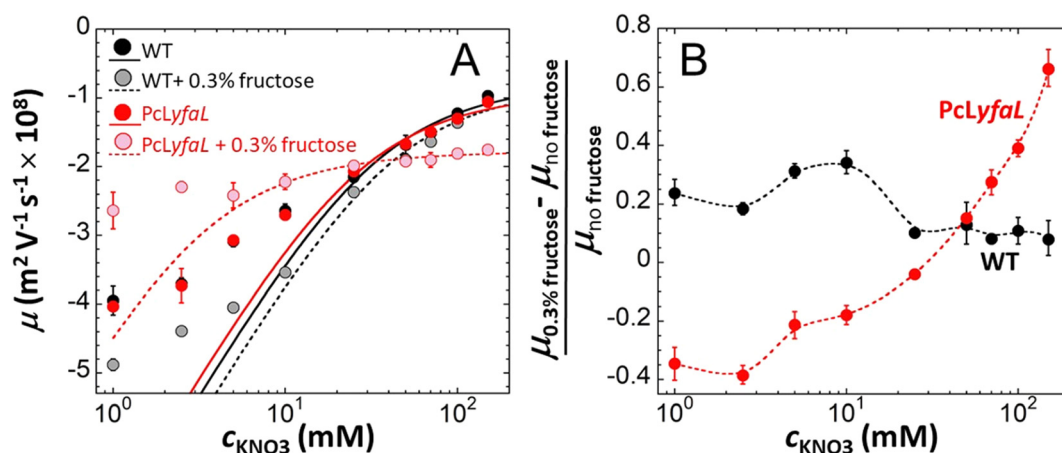 A
WT
WT+ 0.3% fructose
PcLyfaL
PcLyfaL + 0.3% fructose
μ (m² V⁻¹ s⁻¹ × 10⁸)
0
-1
-2
-3
-4
-5
10⁰
10¹
10²
cKNO3 (mM)
B
μ0.3% fructose- μno fructose
μno fructose
0.8
0.6
0.4
0.2
0
-0.2
-0.4
PcLyfaL
WT
10⁰
10¹
10²
cKNO3 (mM)